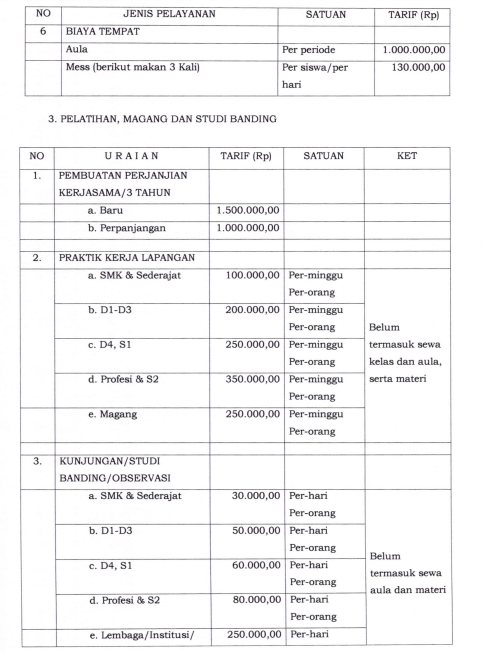 NO JENIS PELAYANAN SATUAN TARIF (Rp)
6 BIAYA TEMPAT
Aula Per periode 1.000.000,00
Mess (berikut makan 3 Kali) Per siswa/per 130.000,00
hari
3. PELATIHAN, MAGANG DAN STUDI BANDING
NO U R A I A N TARIF (Rp) SATUAN KET
1. PEMBUATAN PERJANJIAN
KERJASAMA/3 TAHUN
a. Baru 1.500.000,00
b. Perpanjangan 1.000.000,00
2. PRAKTIK KERJA LAPANGAN
a. SMK & Sederajat 100.000,00 Per-minggu
Per-orang
b. D1-D3 200.000,00 Per-minggu
Per-orang Belum
c. D4, S1 250.000,00 Per-minggu termasuk sewa
Per-orang kelas dan aula,
d. Profesi & S2 350.000,00 Per-minggu serta materi
Per-orang
e. Magang 250.000,00 Per-minggu
Per-orang
3. KUNJUNGAN/STUDI
BANDING/OBSERVASI
a. SMK & Sederajat 30.000,00 Per-hari
Per-orang
b. D1-D3 50.000,00 Per-hari
Per-orang
Belum
c. D4, S1 60.000,00 Per-hari
termasuk sewa
Per-orang
aula dan materi
d. Profesi & S2 80.000,00 Per-hari
Per-orang
e. Lembaga/Institusi/ 250.000,00 Per-hari